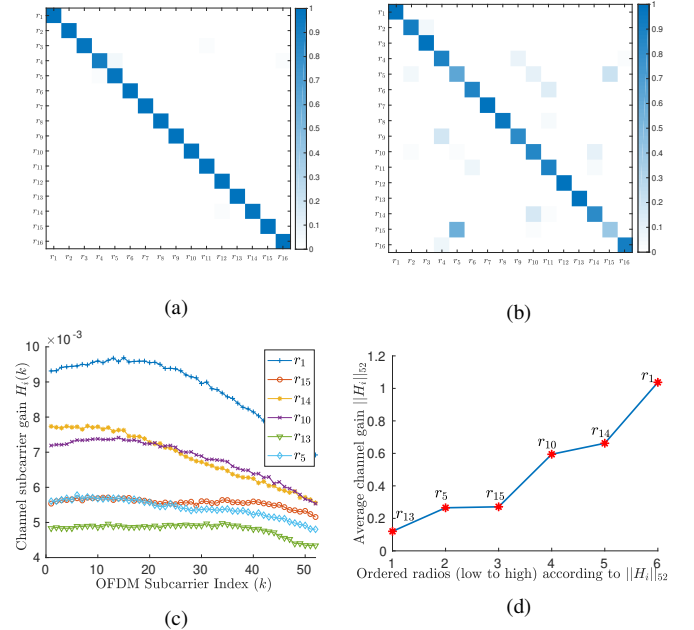 r1
r2
r3
r4
r5
r6
r7
r8
r9
r10
r11
r12
r13
r14
r15
r16
r1 r2 r3 r4 r5 r6 r7 r8 r9 r10 r11 r12 r13 r14 r15 r16
1
0.9
0.8
0.7
0.6
0.5
0.4
0.3
0.2
0.1
0
(a)
r1
r2
r3
r4
r5
r6
r7
r8
r9
r10
r11
r12
r13
r14
r15
r16
r1 r2 r3 r4 r5 r6 r7 r8 r9 r10 r11 r12 r13 r14 r15 r16
1
0.9
0.8
0.7
0.6
0.5
0.4
0.3
0.2
0.1
0
(b)
×10^-3
Channel subcarrier gain H_i(k)
10
9
8
7
6
5
4
0 10 20 30 40 50
OFDM Subcarrier Index (k)
r1
r15
r14
r10
r13
r5
(c)
Average channel gain ||H_i||_52
1.2
1
0.8
0.6
0.4
0.2
0
r13
r5
r15
r10
r14
r1
1 2 3 4 5 6
Ordered radios (low to high) according to ||H_i||_52
(d)